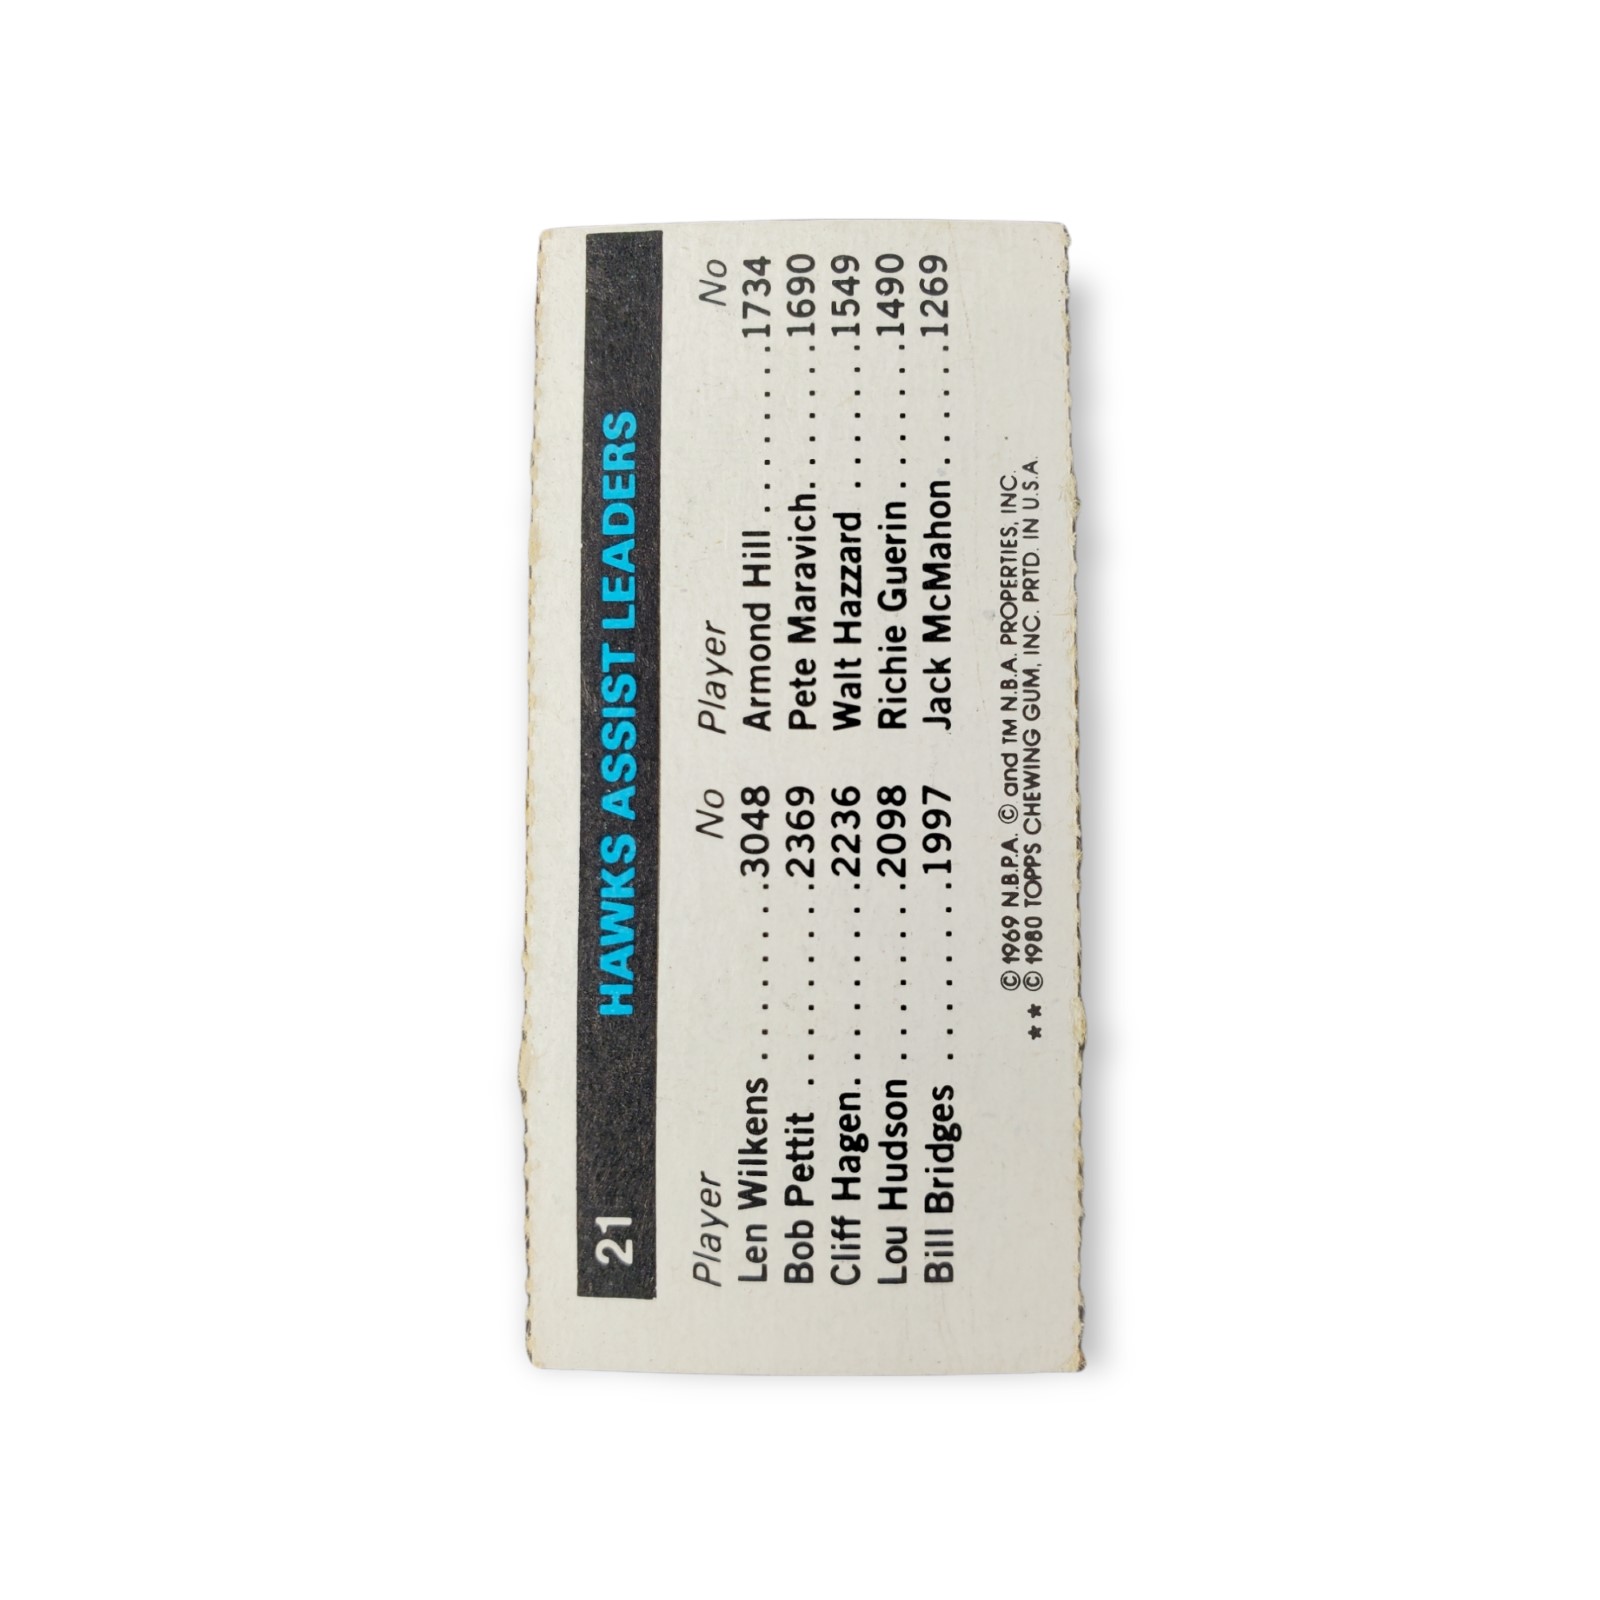 21 HAWKS ASSIST LEADERS
Player No Player No
Len Wilkens . . . . . . . . .3048 Armond Hill . . . . . . . .1734
Bob Pettit . . . . . . . . . .2369 Pete Maravich. . . . . . .1690
Cliff Hagen. . . . . . . . . .2236 Walt Hazzard . . . . . . .1549
Lou Hudson . . . . . . . . .2098 Richie Guerin . . . . . . .1490
Bill Bridges . . . . . . . . .1997 Jack McMahon . . . . . .1269
© 1969 N.B.P.A. © and TM N.B.A. PROPERTIES, INC.
★★ © 1980 TOPPS CHEWING GUM, INC. PRTD. IN U.S.A.